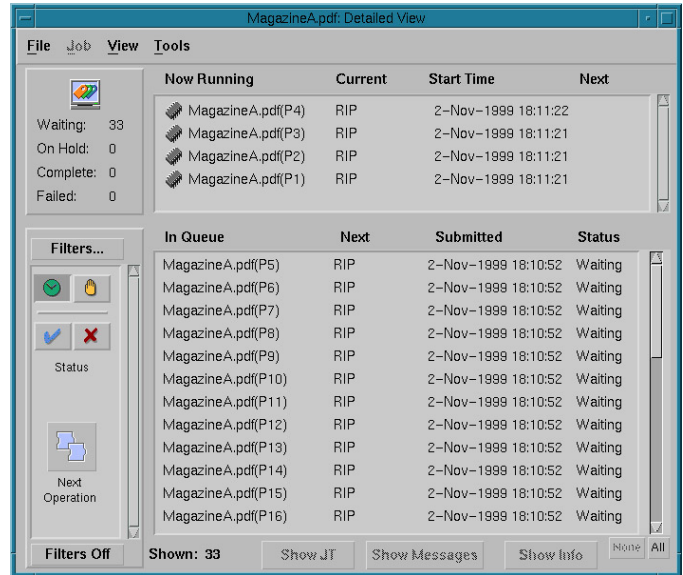 MagazineA.pdf: Detailed View
File Job View Tools
Waiting: 33
On Hold: 0
Complete: 0
Failed: 0
Now Running Current Start Time Next
MagazineA.pdf(P4) RIP 2-Nov-1999 18:11:22
MagazineA.pdf(P3) RIP 2-Nov-1999 18:11:21
MagazineA.pdf(P2) RIP 2-Nov-1999 18:11:21
MagazineA.pdf(P1) RIP 2-Nov-1999 18:11:21
Filters...
Status
Next
Operation
Filters Off
In Queue Next Submitted Status
MagazineA.pdf(P5) RIP 2-Nov-1999 18:10:52 Waiting
MagazineA.pdf(P6) RIP 2-Nov-1999 18:10:52 Waiting
MagazineA.pdf(P7) RIP 2-Nov-1999 18:10:52 Waiting
MagazineA.pdf(P8) RIP 2-Nov-1999 18:10:52 Waiting
MagazineA.pdf(P9) RIP 2-Nov-1999 18:10:52 Waiting
MagazineA.pdf(P10) RIP 2-Nov-1999 18:10:52 Waiting
MagazineA.pdf(P11) RIP 2-Nov-1999 18:10:52 Waiting
MagazineA.pdf(P12) RIP 2-Nov-1999 18:10:52 Waiting
MagazineA.pdf(P13) RIP 2-Nov-1999 18:10:52 Waiting
MagazineA.pdf(P14) RIP 2-Nov-1999 18:10:52 Waiting
MagazineA.pdf(P15) RIP 2-Nov-1999 18:10:52 Waiting
MagazineA.pdf(P16) RIP 2-Nov-1999 18:10:52 Waiting
Shown: 33 Show JT Show Messages Show Info None All